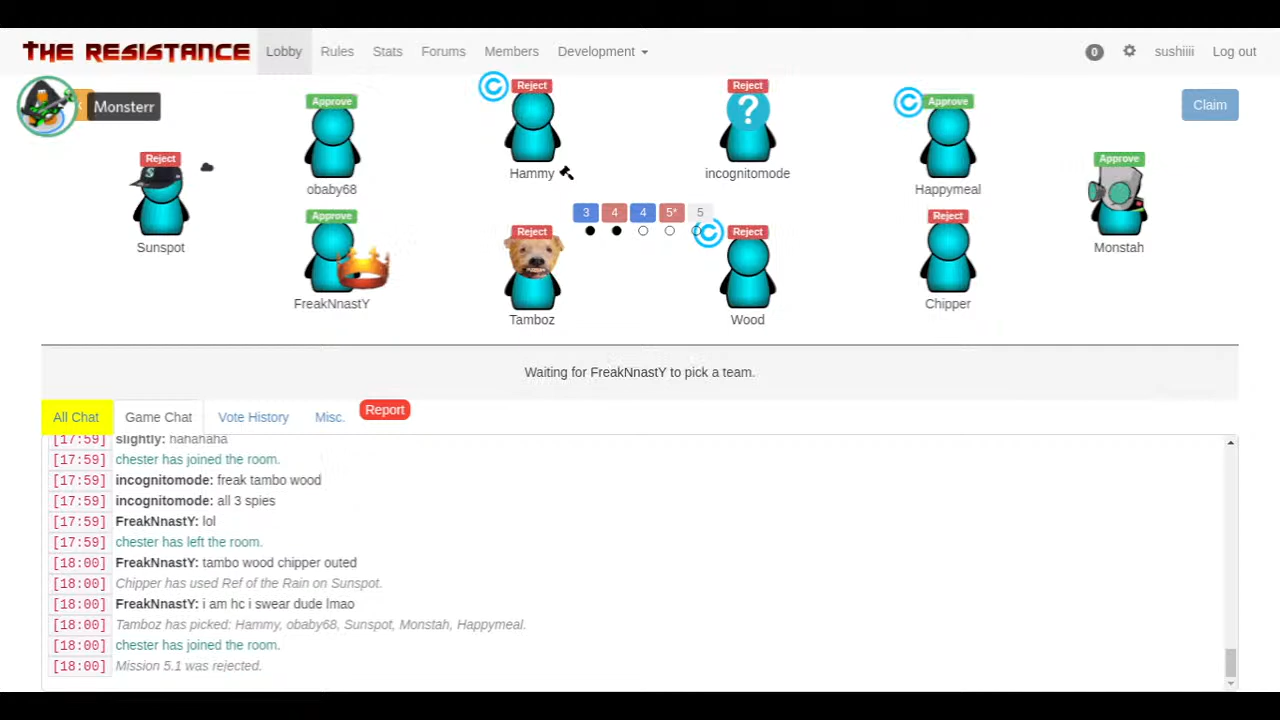 THE RESISTANCE Lobby Rules Stats Forums Members Development 0 sushiiii Log out
Monsterr
Claim
Reject
Sunspot
Approve
obaby68
Reject
Hammy
Reject
?
incognitomode
Approve
Happymeal
Approve
Monstah
Approve
FreakNnastY
Reject
Tamboz
Reject
Wood
Reject
Chipper
3 4 4 5* 5
Waiting for FreakNnastY to pick a team.
All Chat Game Chat Vote History Misc. Report
[17:59] slightly: hahahaha
[17:59] chester has joined the room.
[17:59] incognitomode: freak tambo wood
[17:59] incognitomode: all 3 spies
[17:59] FreakNnastY: lol
[17:59] chester has left the room.
[18:00] FreakNnastY: tambo wood chipper outed
[18:00] Chipper has used Ref of the Rain on Sunspot.
[18:00] FreakNnastY: i am hc i swear dude lmao
[18:00] Tamboz has picked: Hammy, obaby68, Sunspot, Monstah, Happymeal.
[18:00] chester has joined the room.
[18:00] Mission 5.1 was rejected.